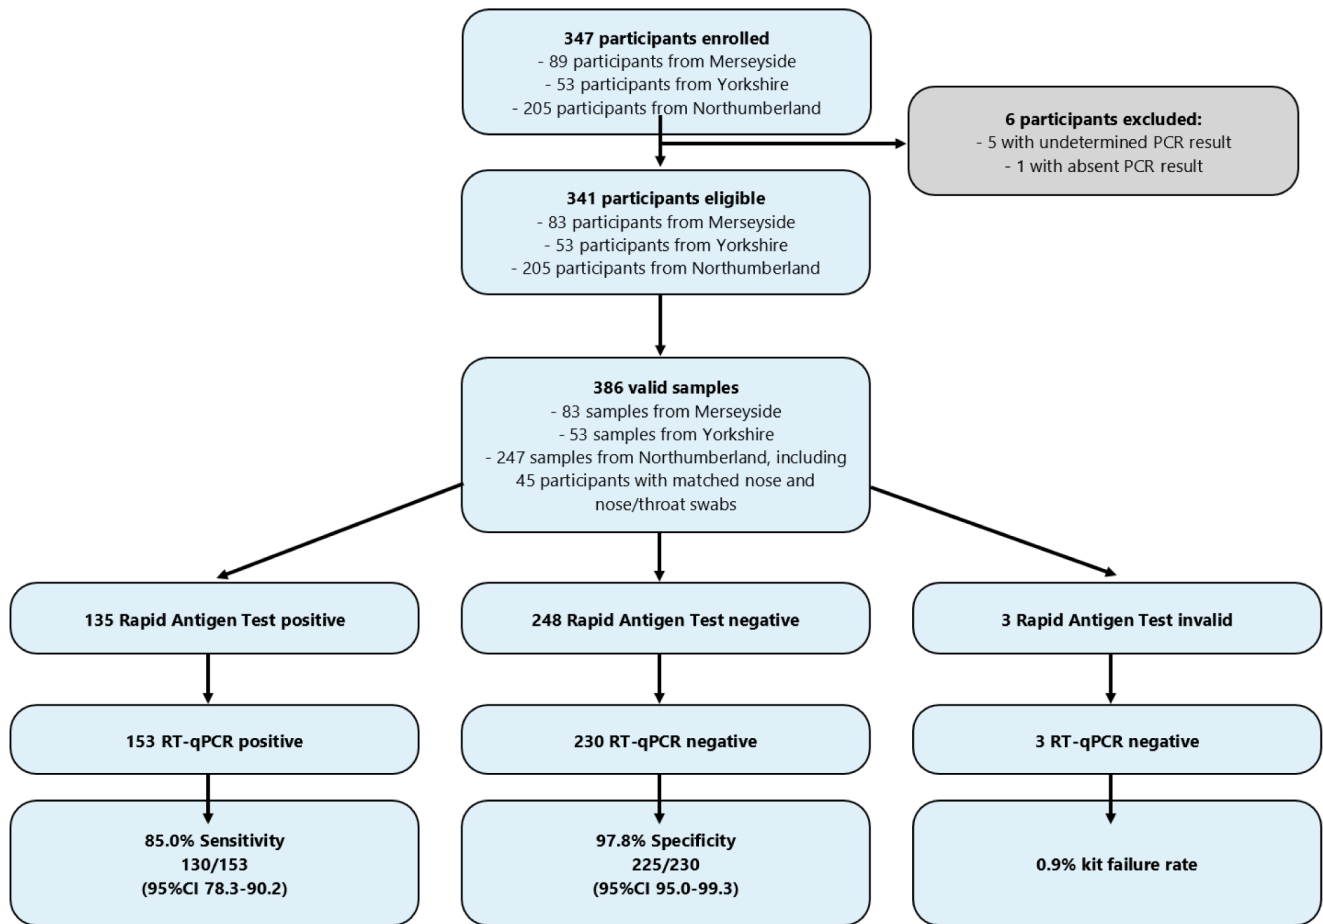 347 participants enrolled
- 89 participants from Merseyside
- 53 participants from Yorkshire
- 205 participants from Northumberland
6 participants excluded:
- 5 with undetermined PCR result
- 1 with absent PCR result
341 participants eligible
- 83 participants from Merseyside
- 53 participants from Yorkshire
- 205 participants from Northumberland
386 valid samples
- 83 samples from Merseyside
- 53 samples from Yorkshire
- 247 samples from Northumberland, including
45 participants with matched nose and
nose/throat swabs
135 Rapid Antigen Test positive
248 Rapid Antigen Test negative
3 Rapid Antigen Test invalid
153 RT-qPCR positive
230 RT-qPCR negative
3 RT-qPCR negative
85.0% Sensitivity
130/153
(95%CI 78.3-90.2)
97.8% Specificity
225/230
(95%CI 95.0-99.3)
0.9% kit failure rate